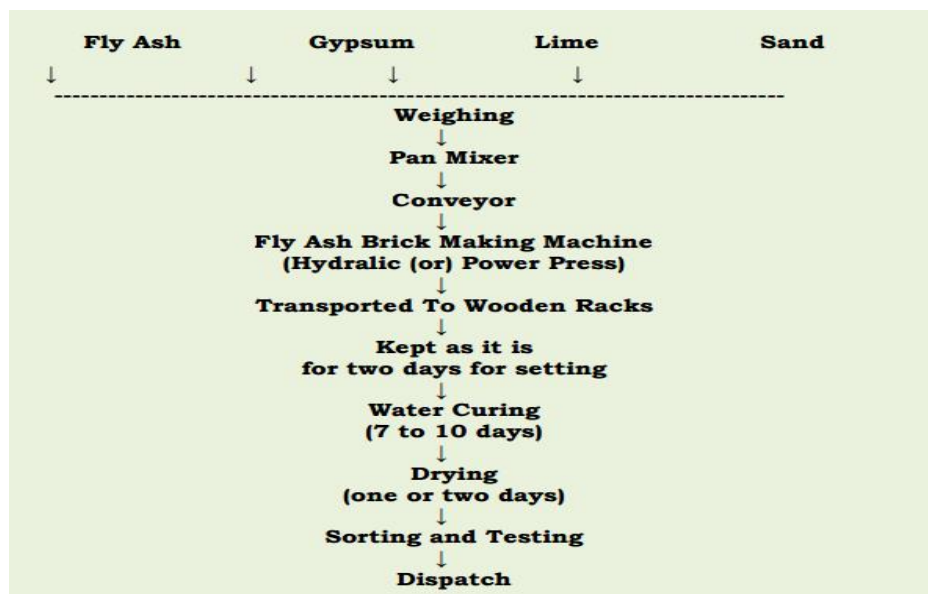 Fly Ash Gypsum Lime Sand
↓ ↓ ↓ ↓
--------------------------------------------------------------------------------
Weighing
↓
Pan Mixer
↓
Conveyor
↓
Fly Ash Brick Making Machine
(Hydralic (or) Power Press)
↓
Transported To Wooden Racks
↓
Kept as it is
for two days for setting
↓
Water Curing
(7 to 10 days)
↓
Drying
(one or two days)
↓
Sorting and Testing
↓
Dispatch